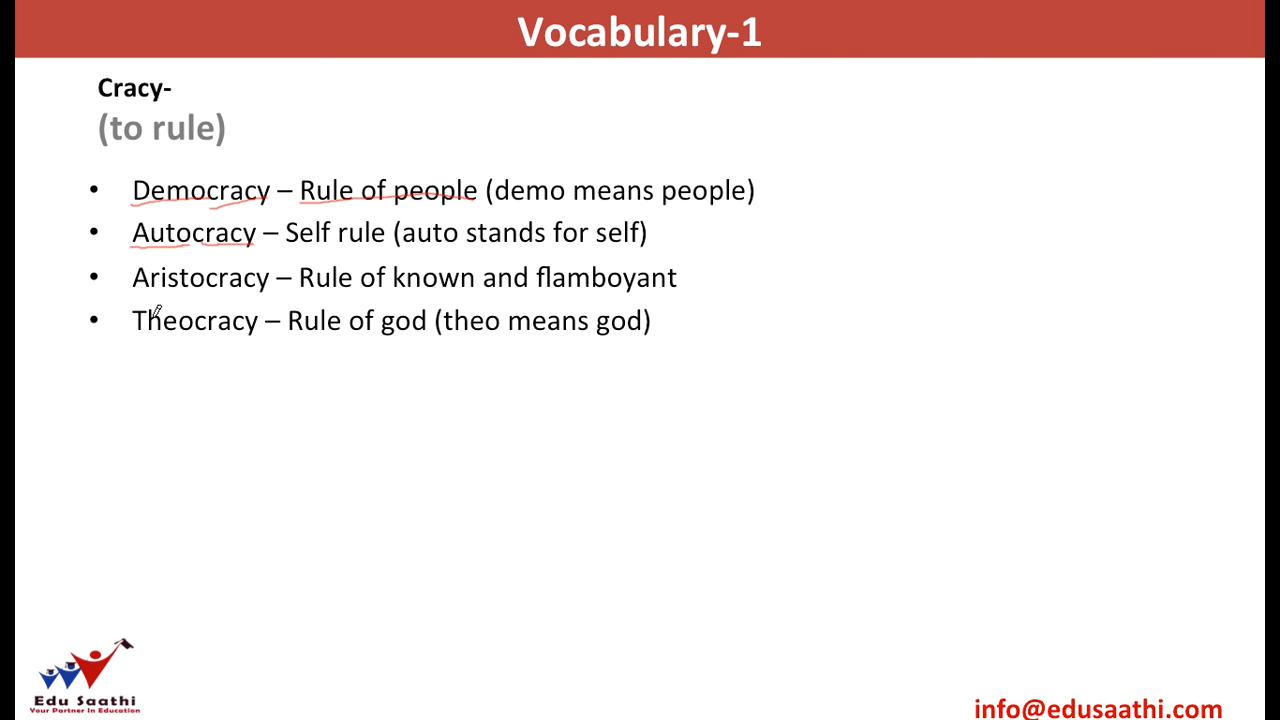 Vocabulary-1
Cracy-
(to rule)
• Democracy – Rule of people (demo means people)
• Autocracy – Self rule (auto stands for self)
• Aristocracy – Rule of known and flamboyant
• Theocracy – Rule of god (theo means god)
Edu Saathi
Your Partner In Education
info@edusaathi.com